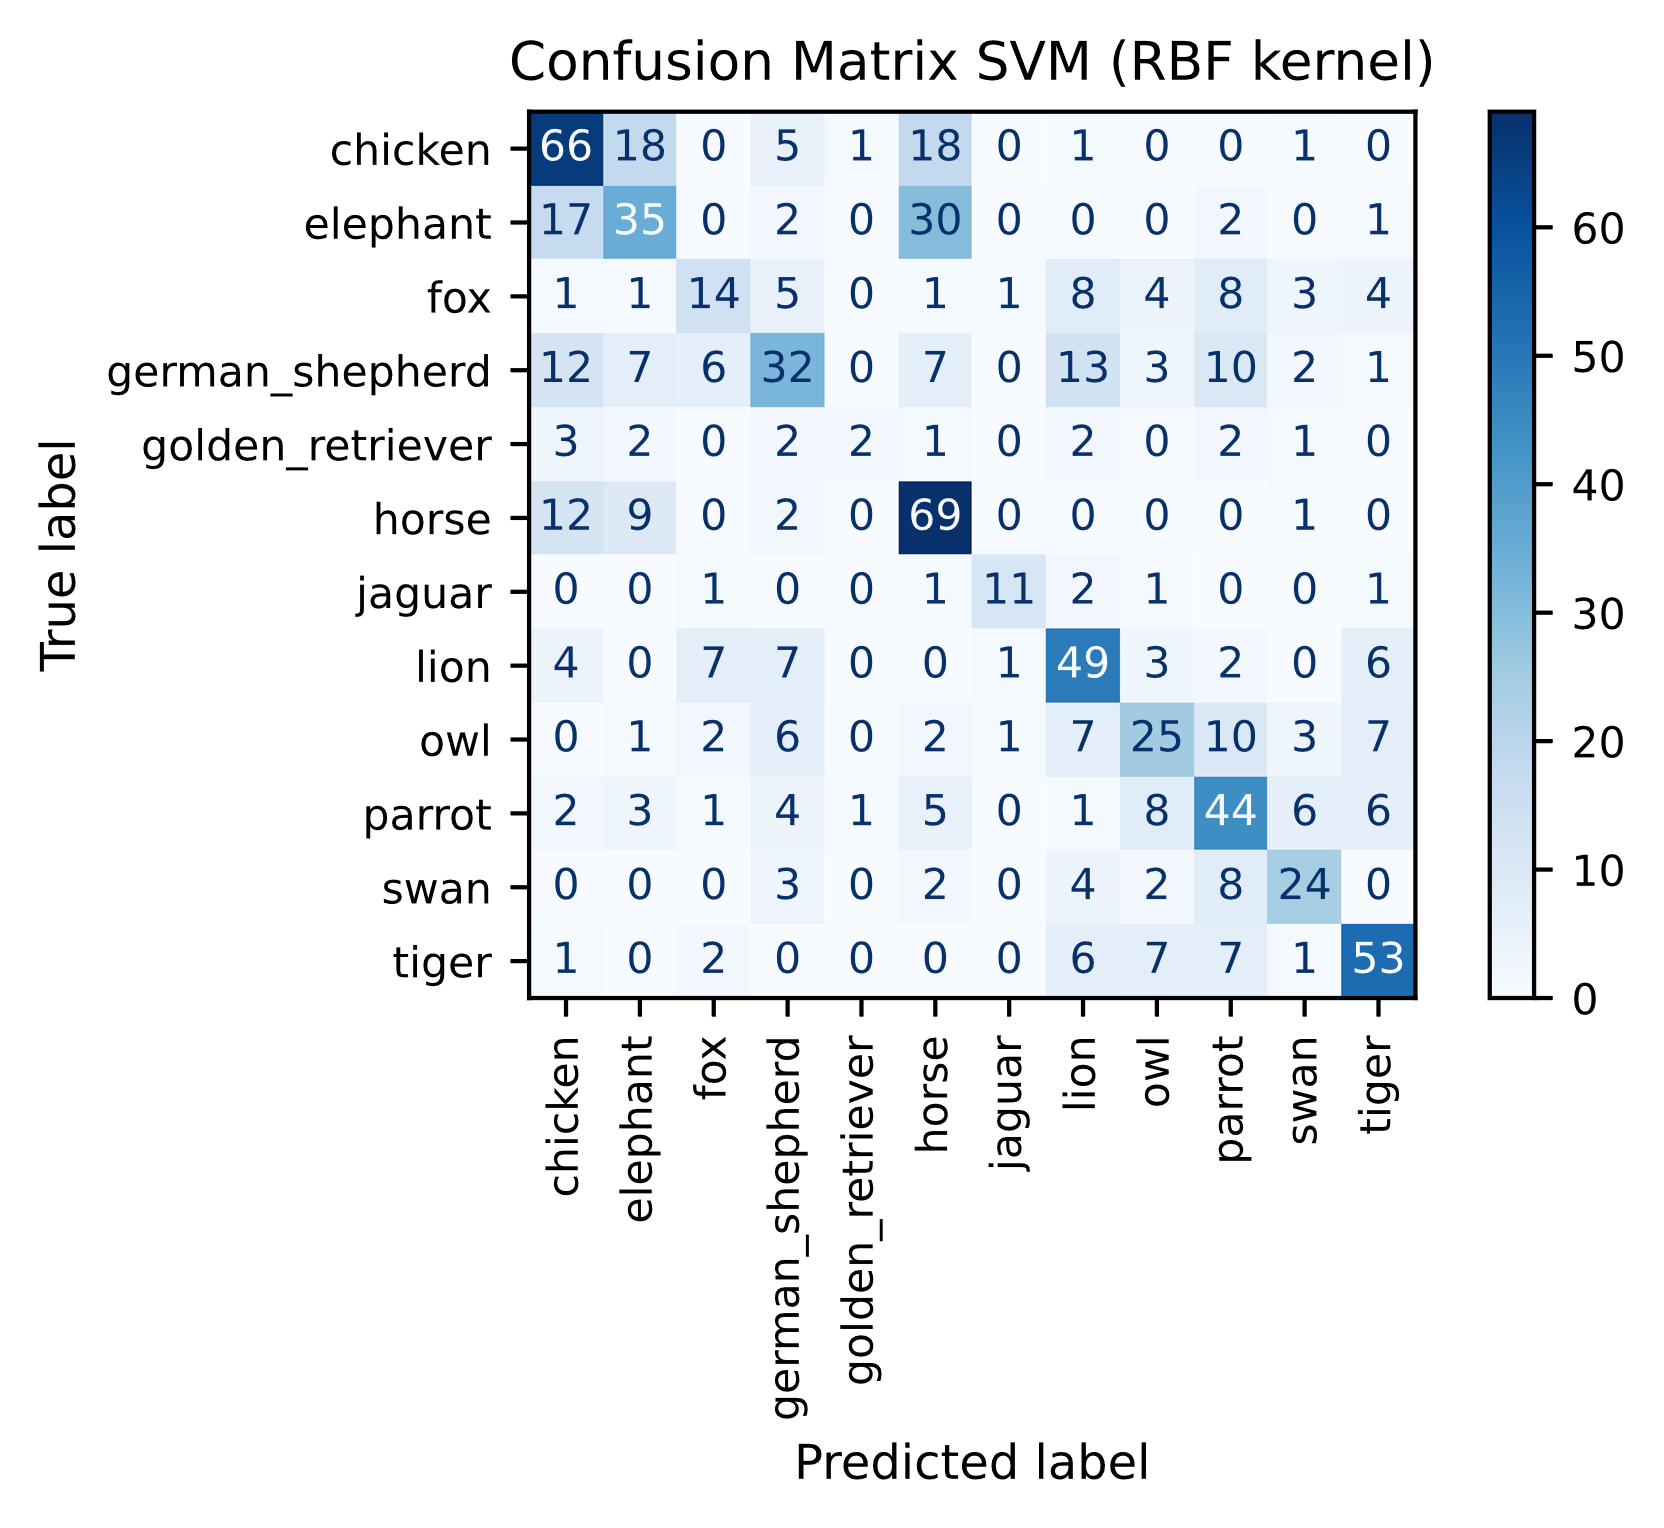 Confusion Matrix SVM (RBF kernel)
chicken 66 18 0 5 1 18 0 1 0 0 1 0
elephant 17 35 0 2 0 30 0 0 0 2 0 1
fox 1 1 14 5 0 1 1 8 4 8 3 4
german_shepherd 12 7 6 32 0 7 0 13 3 10 2 1
golden_retriever 3 2 0 2 2 1 0 2 0 2 1 0
horse 12 9 0 2 0 69 0 0 0 0 1 0
jaguar 0 0 1 0 0 1 11 2 1 0 0 1
lion 4 0 7 7 0 0 1 49 3 2 0 6
owl 0 1 2 6 0 2 1 7 25 10 3 7
parrot 2 3 1 4 1 5 0 1 8 44 6 6
swan 0 0 0 3 0 2 0 4 2 8 24 0
tiger 1 0 2 0 0 0 0 6 7 7 1 53
True label
chicken elephant fox german_shepherd golden_retriever horse jaguar lion owl parrot swan tiger
Predicted label
60
50
40
30
20
10
0